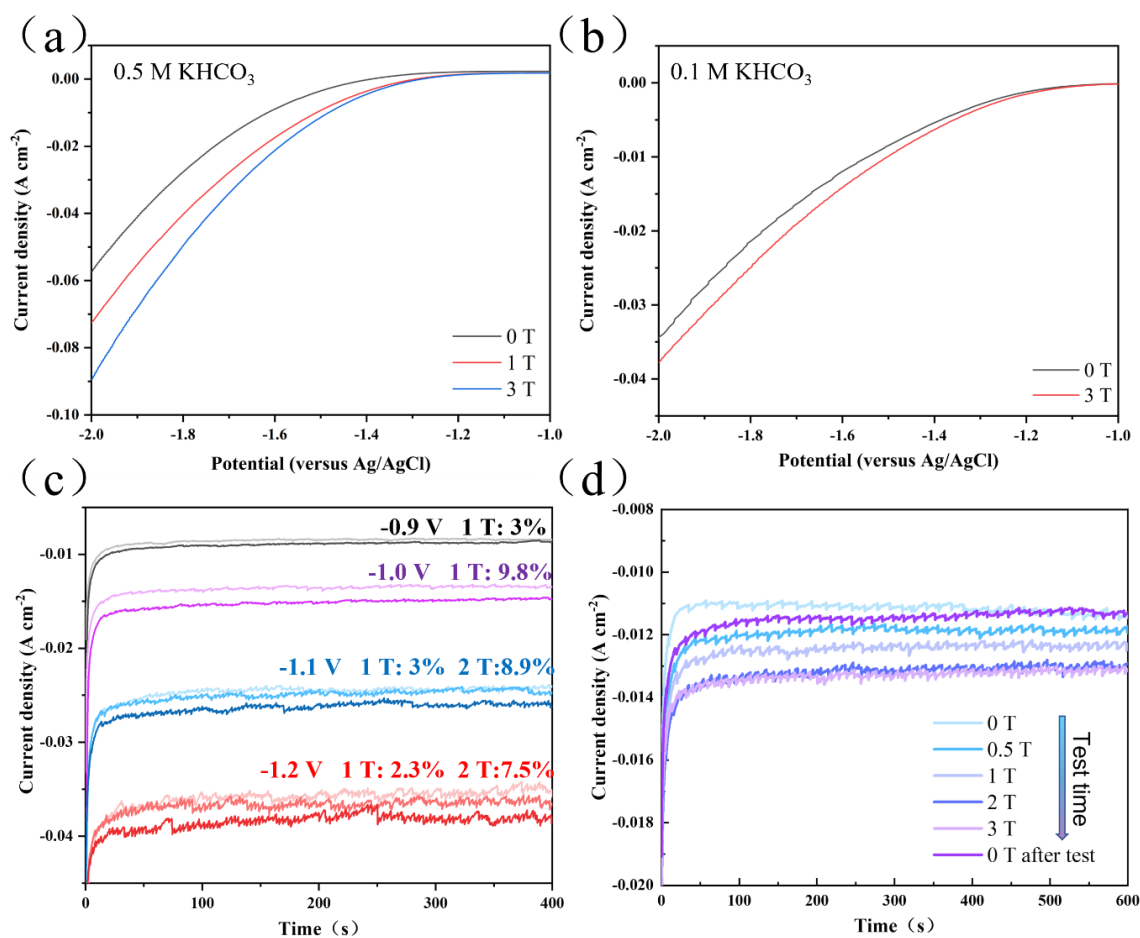 (a)
0.5 M KHCO3
0.00
-0.02
-0.04
-0.06
-0.08
-0.10
Current density (A cm-2)
0 T
1 T
3 T
-2.0 -1.8 -1.6 -1.4 -1.2 -1.0
Potential (versus Ag/AgCl)
(b)
0.1 M KHCO3
0.00
-0.01
-0.02
-0.03
-0.04
Current density (A cm-2)
0 T
3 T
-2.0 -1.8 -1.6 -1.4 -1.2 -1.0
Potential (versus Ag/AgCl)
(c)
-0.01
-0.02
-0.03
-0.04
Current density (A cm-2)
-0.9 V 1 T: 3%
-1.0 V 1 T: 9.8%
-1.1 V 1 T: 3% 2 T:8.9%
-1.2 V 1 T: 2.3% 2 T:7.5%
0 100 200 300 400
Time (s)
(d)
-0.008
-0.010
-0.012
-0.014
-0.016
-0.018
-0.020
Current density (A cm-2)
0 T
0.5 T
1 T
2 T
3 T
0 T after test
Test time
0 100 200 300 400 500 600
Time (s)